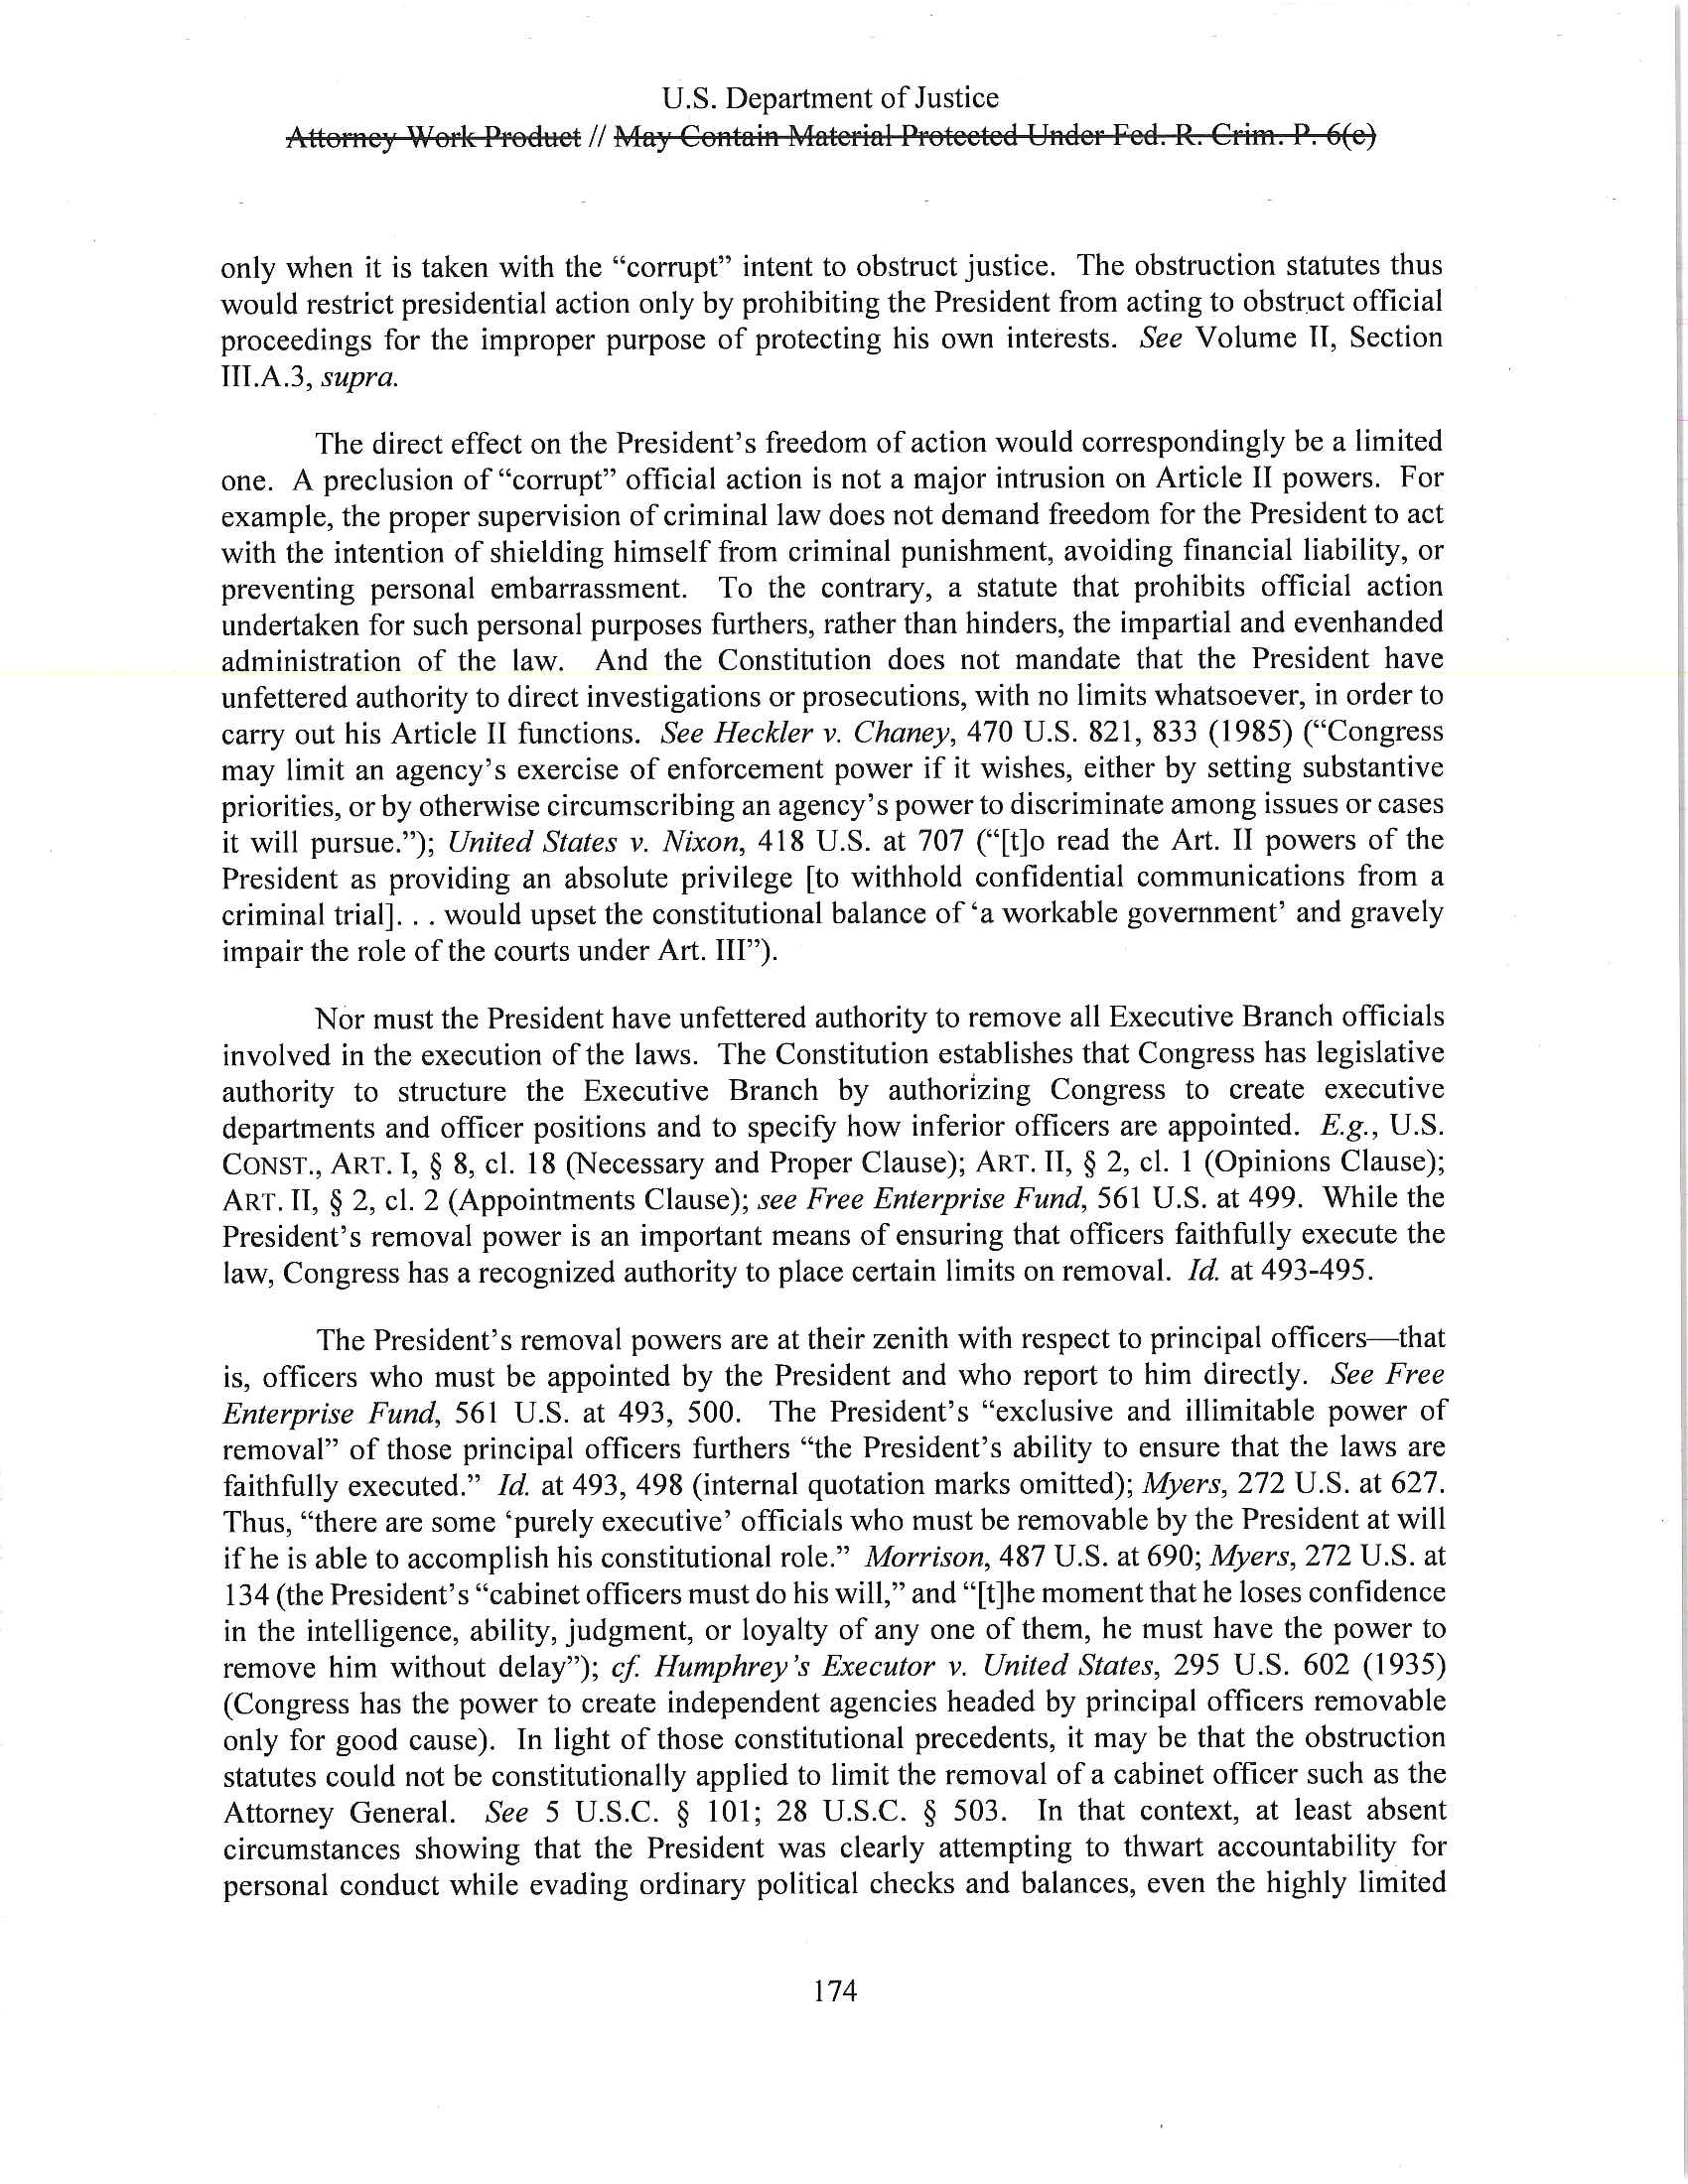 U.S. Department of Justice
Attorney Work Product // May Contain Material Protected Under Fed. R. Crim. P. 6(e)
only when it is taken with the “corrupt” intent to obstruct justice. The obstruction statutes thus
would restrict presidential action only by prohibiting the President from acting to obstruct official
proceedings for the improper purpose of protecting his own interests. See Volume II, Section
III.A.3, supra.
The direct effect on the President’s freedom of action would correspondingly be a limited
one. A preclusion of “corrupt” official action is not a major intrusion on Article II powers. For
example, the proper supervision of criminal law does not demand freedom for the President to act
with the intention of shielding himself from criminal punishment, avoiding financial liability, or
preventing personal embarrassment. To the contrary, a statute that prohibits official action
undertaken for such personal purposes furthers, rather than hinders, the impartial and evenhanded
administration of the law. And the Constitution does not mandate that the President have
unfettered authority to direct investigations or prosecutions, with no limits whatsoever, in order to
carry out his Article II functions. See Heckler v. Chaney, 470 U.S. 821, 833 (1985) (“Congress
may limit an agency’s exercise of enforcement power if it wishes, either by setting substantive
priorities, or by otherwise circumscribing an agency’s power to discriminate among issues or cases
it will pursue.”); United States v. Nixon, 418 U.S. at 707 (“[t]o read the Art. II powers of the
President as providing an absolute privilege [to withhold confidential communications from a
criminal trial]. . . would upset the constitutional balance of ‘a workable government’ and gravely
impair the role of the courts under Art. III”).
Nor must the President have unfettered authority to remove all Executive Branch officials
involved in the execution of the laws. The Constitution establishes that Congress has legislative
authority to structure the Executive Branch by authorizing Congress to create executive
departments and officer positions and to specify how inferior officers are appointed. E.g., U.S.
CONST., ART. I, § 8, cl. 18 (Necessary and Proper Clause); ART. II, § 2, cl. 1 (Opinions Clause);
ART. II, § 2, cl. 2 (Appointments Clause); see Free Enterprise Fund, 561 U.S. at 499. While the
President’s removal power is an important means of ensuring that officers faithfully execute the
law, Congress has a recognized authority to place certain limits on removal. Id. at 493-495.
The President’s removal powers are at their zenith with respect to principal officers—that
is, officers who must be appointed by the President and who report to him directly. See Free
Enterprise Fund, 561 U.S. at 493, 500. The President’s “exclusive and illimitable power of
removal” of those principal officers furthers “the President’s ability to ensure that the laws are
faithfully executed.” Id. at 493, 498 (internal quotation marks omitted); Myers, 272 U.S. at 627.
Thus, “there are some ‘purely executive’ officials who must be removable by the President at will
if he is able to accomplish his constitutional role.” Morrison, 487 U.S. at 690; Myers, 272 U.S. at
134 (the President’s “cabinet officers must do his will,” and “[t]he moment that he loses confidence
in the intelligence, ability, judgment, or loyalty of any one of them, he must have the power to
remove him without delay”); cf. Humphrey’s Executor v. United States, 295 U.S. 602 (1935)
(Congress has the power to create independent agencies headed by principal officers removable
only for good cause). In light of those constitutional precedents, it may be that the obstruction
statutes could not be constitutionally applied to limit the removal of a cabinet officer such as the
Attorney General. See 5 U.S.C. § 101; 28 U.S.C. § 503. In that context, at least absent
circumstances showing that the President was clearly attempting to thwart accountability for
personal conduct while evading ordinary political checks and balances, even the highly limited
174